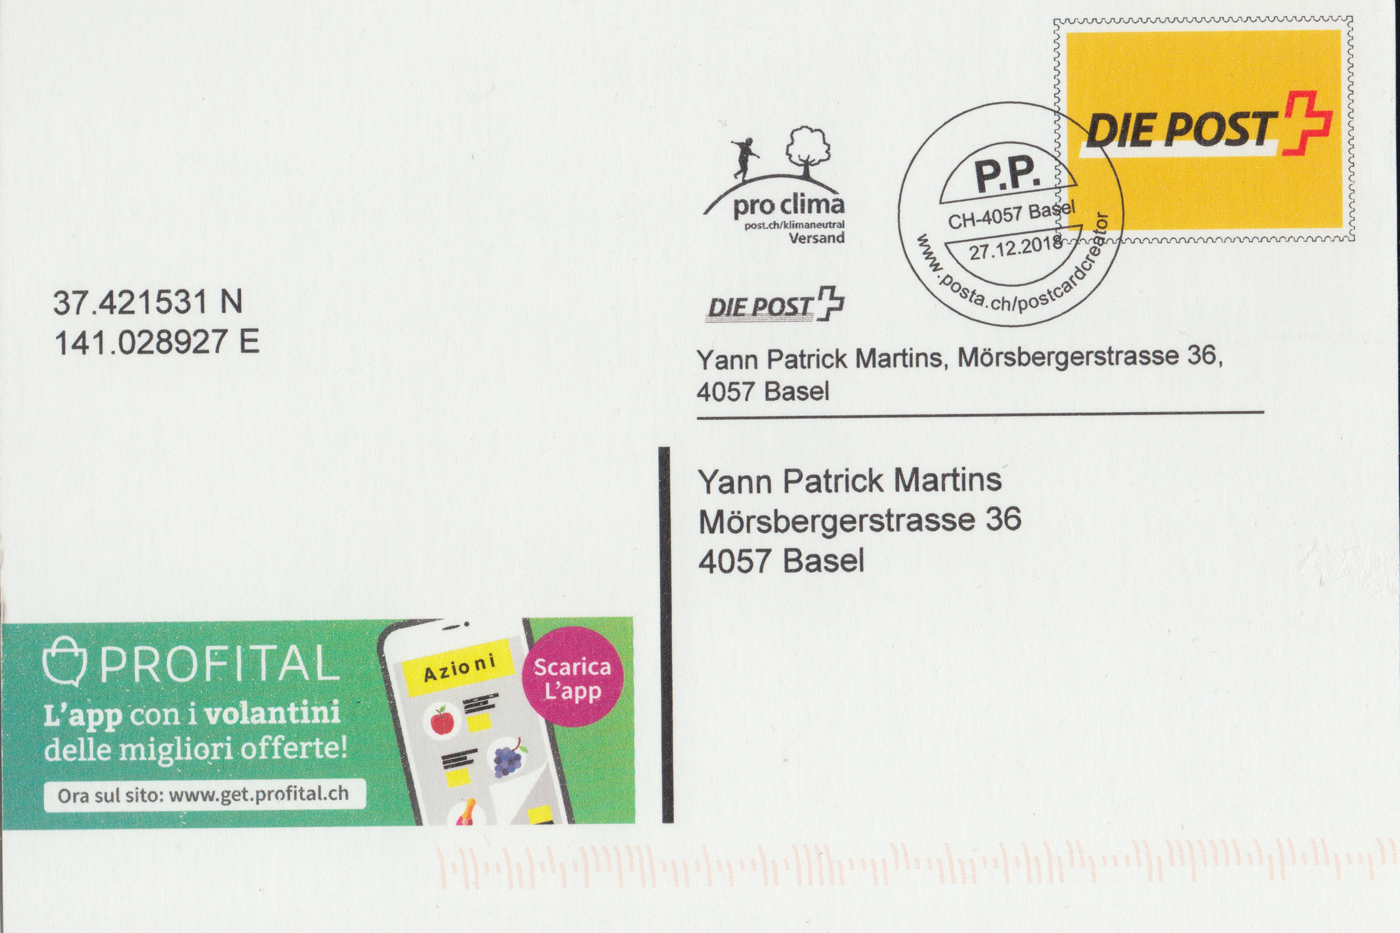 DIE POST
P.P.
CH-4057 Basel
27.12.2018
www.posta.ch/postcardcreator
pro clima
post.ch/klimaneutral
Versand
DIE POST
37.421531 N
141.028927 E
Yann Patrick Martins, Mörsbergerstrasse 36,
4057 Basel
Yann Patrick Martins
Mörsbergerstrasse 36
4057 Basel
PROFITAL
L'app con i volantini
delle migliori offerte!
Ora sul sito: www.get.profital.ch
Azioni
Scarica
L'app